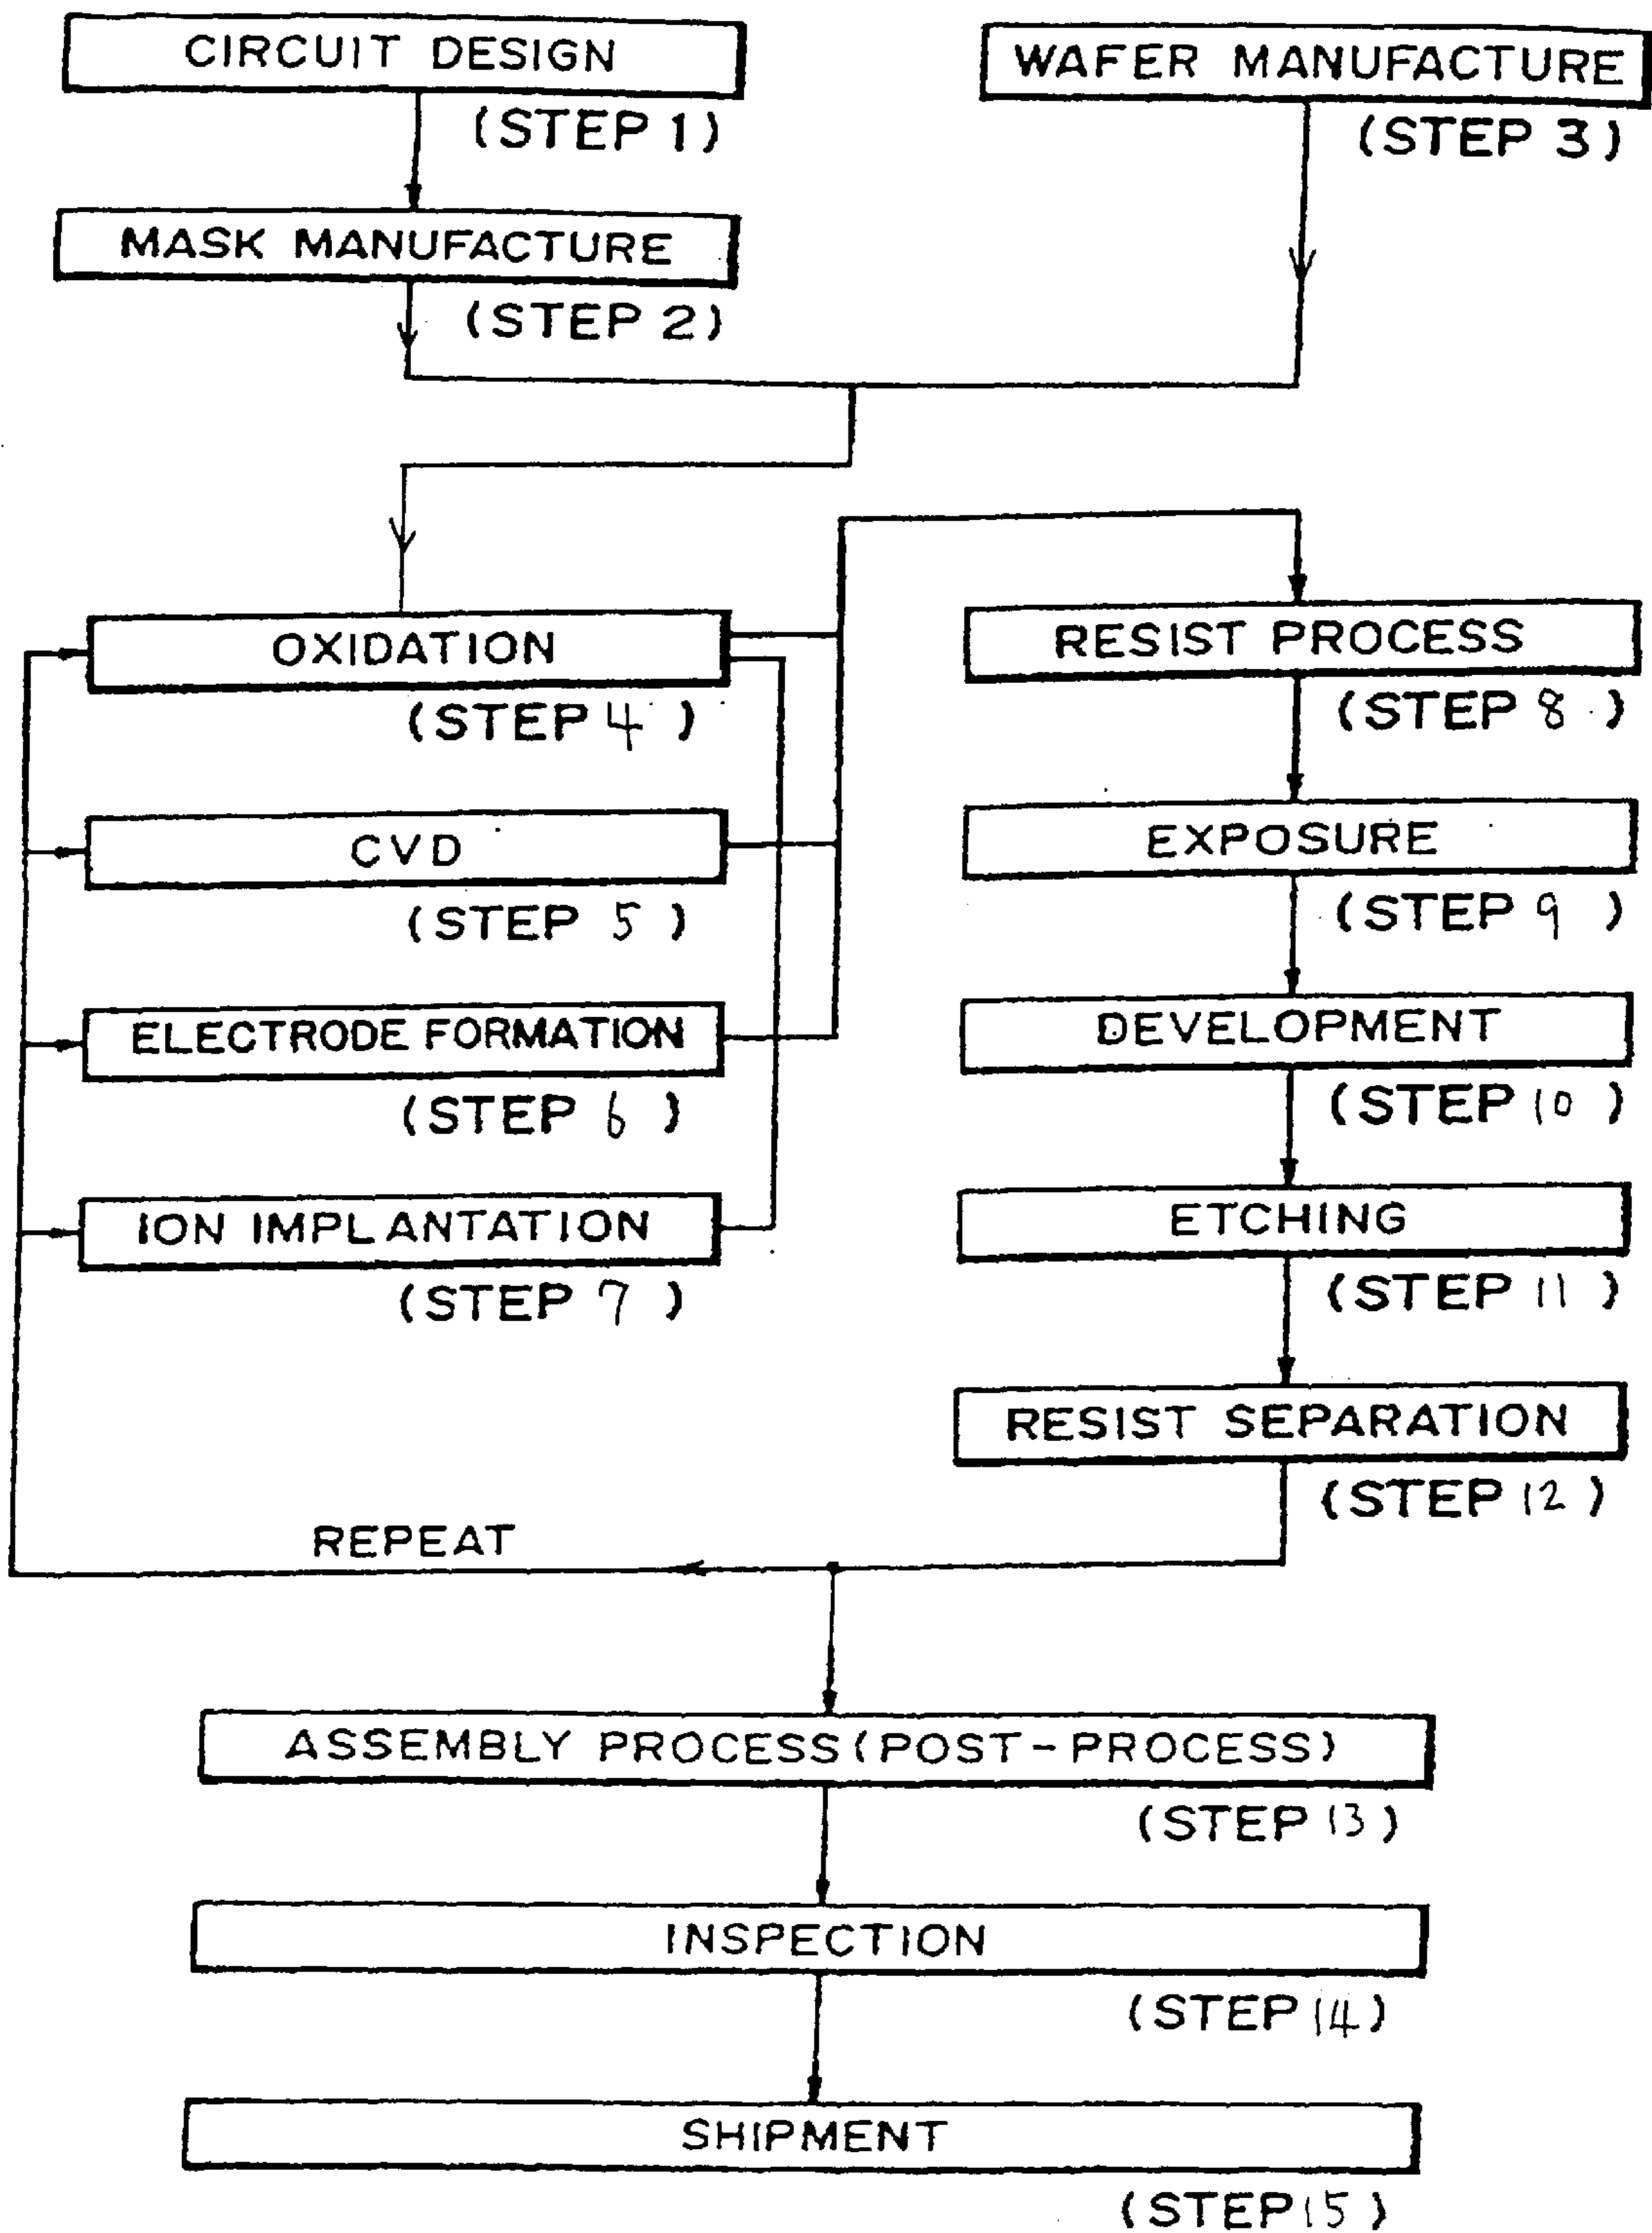 CIRCUIT DESIGN
(STEP 1)
WAFER MANUFACTURE
(STEP 3)
MASK MANUFACTURE
(STEP 2)
OXIDATION
(STEP 4)
CVD
(STEP 5)
ELECTRODE FORMATION
(STEP 6)
ION IMPLANTATION
(STEP 7)
RESIST PROCESS
(STEP 8)
EXPOSURE
(STEP 9)
DEVELOPMENT
(STEP 10)
ETCHING
(STEP 11)
RESIST SEPARATION
(STEP 12)
REPEAT
ASSEMBLY PROCESS (POST-PROCESS)
(STEP 13)
INSPECTION
(STEP 14)
SHIPMENT
(STEP 15)